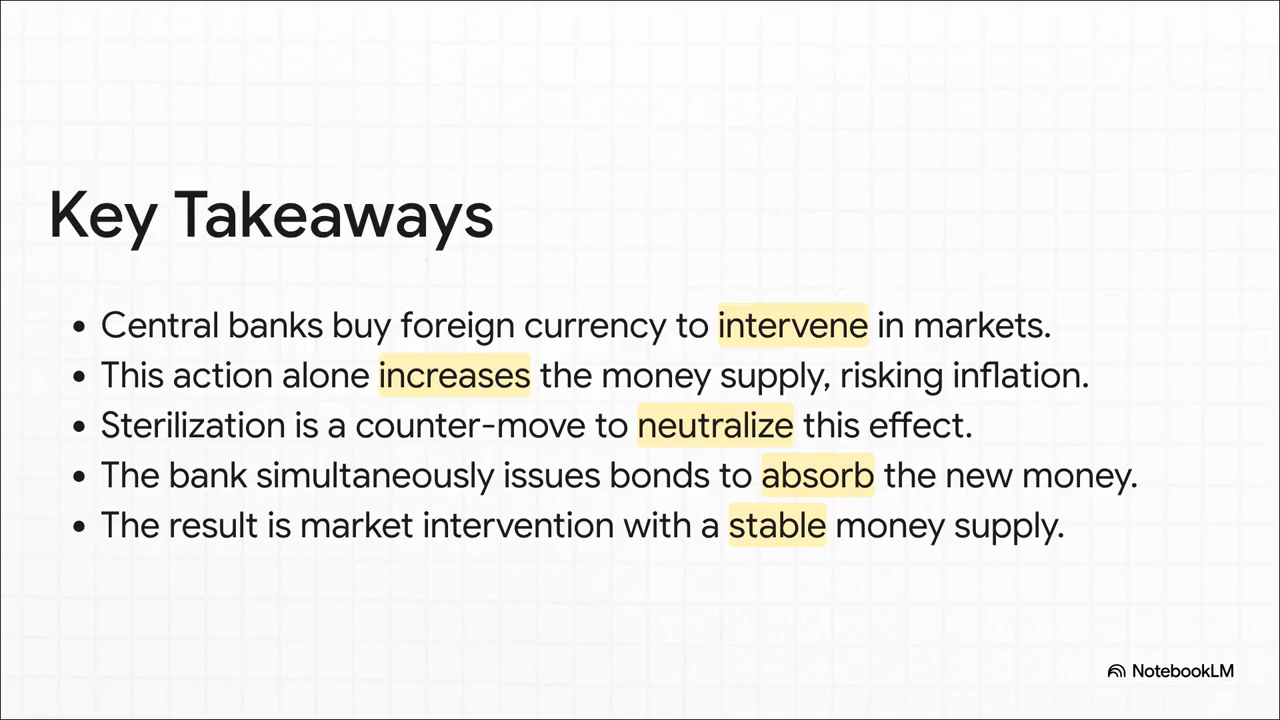 Key Takeaways
• Central banks buy foreign currency to intervene in markets.
• This action alone increases the money supply, risking inflation.
• Sterilization is a counter-move to neutralize this effect.
• The bank simultaneously issues bonds to absorb the new money.
• The result is market intervention with a stable money supply.
NotebookLM